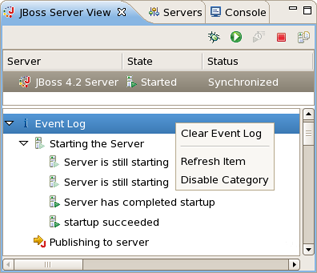 JBoss Server View
Servers
Console
Server State Status
JBoss 4.2 Server Started Synchronized
Event Log
Starting the Server
Server is still starting
Server is still starting
Server has completed startup
startup succeeded
Publishing to server
Clear Event Log
Refresh Item
Disable Category